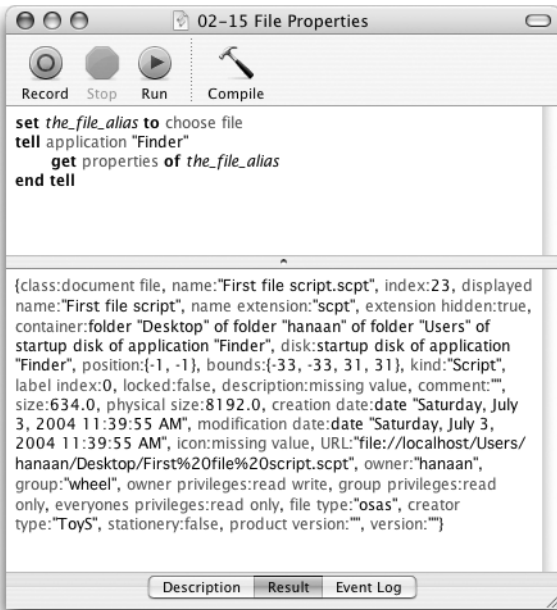 02-15 File Properties
Record Stop Run Compile
set the_file_alias to choose file
tell application "Finder"
get properties of the_file_alias
end tell
{class:document file, name:"First file script.scpt", index:23, displayed
name:"First file script", name extension:"scpt", extension hidden:true,
container:folder "Desktop" of folder "hanaan" of folder "Users" of
startup disk of application "Finder", disk:startup disk of application
"Finder", position:{-1, -1}, bounds:{-33, -33, 31, 31}, kind:"Script",
label index:0, locked:false, description:missing value, comment:"",
size:634.0, physical size:8192.0, creation date:date "Saturday, July
3, 2004 11:39:55 AM", modification date:date "Saturday, July 3,
2004 11:39:55 AM", icon:missing value, URL:"file://localhost/Users/
hanaan/Desktop/First%20file%20script.scpt", owner:"hanaan",
group:"wheel", owner privileges:read write, group privileges:read
only, everyones privileges:read only, file type:"osas", creator
type:"ToyS", stationery:false, product version:"", version:""}
Description Result Event Log